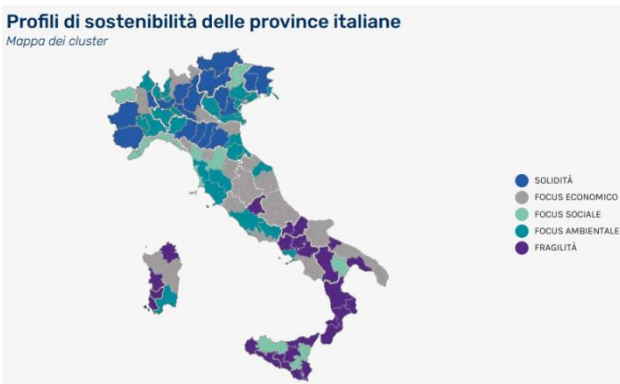 Profili di sostenibilità delle province italiane
Mappa dei cluster
SOLIDITÀ
FOCUS ECONOMICO
FOCUS SOCIALE
FOCUS AMBIENTALE
FRAGILITÀ